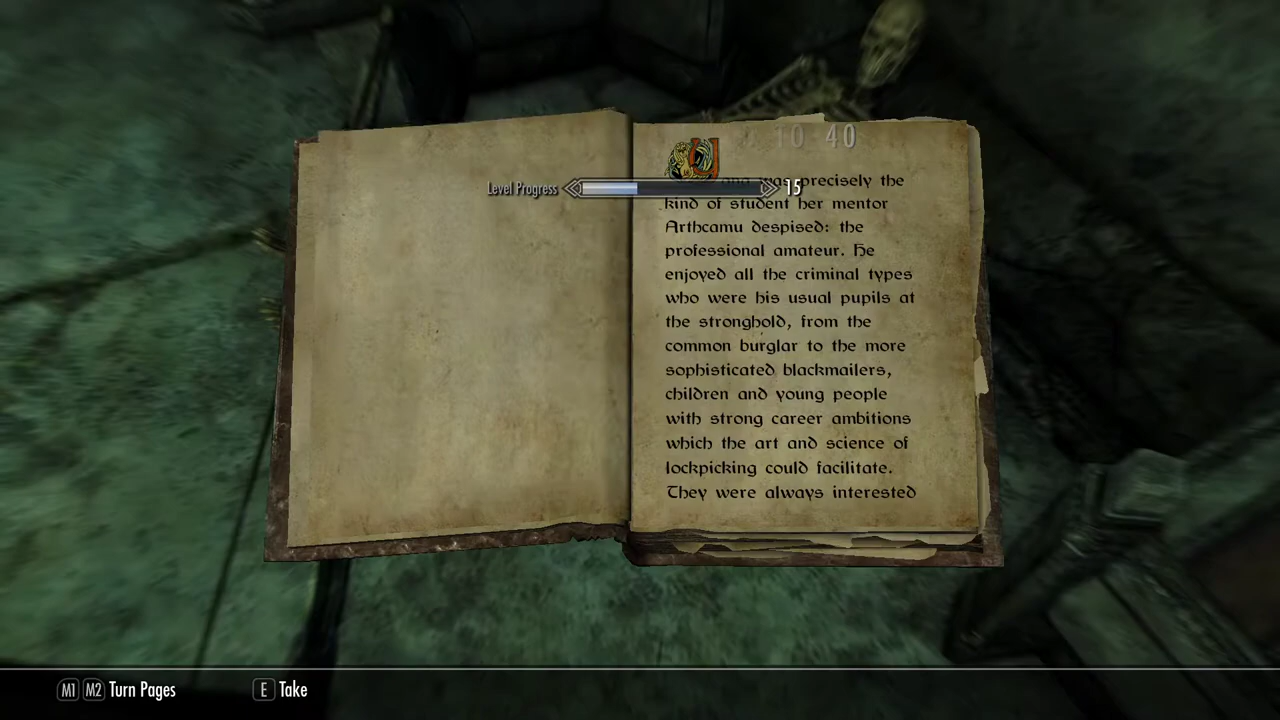 10 40
Level Progress 15
was precisely the
kind of student her mentor
Arthcamu despised: the
professional amateur. He
enjoyed all the criminal types
who were his usual pupils at
the stronghold, from the
common burglar to the more
sophisticated blackmailers,
children and young people
with strong career ambitions
which the art and science of
lockpicking could facilitate.
They were always interested
M1 M2 Turn Pages
E Take